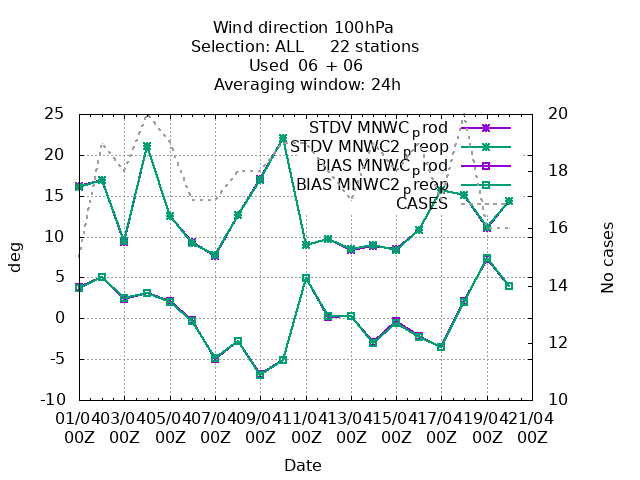 Wind direction 100hPa
Selection: ALL 22 stations
Used 06 + 06
Averaging window: 24h
25 20
STDV MNWC_prod
STDV MNWC2_preop
BIAS MNWC_prod
BIAS MNWC2_preop
CASES
20 18
15
10 16
5 14
0
-5 12
-10 10
deg
No cases
01/04 03/04 05/04 07/04 09/04 11/04 13/04 15/04 17/04 19/04 21/04
00Z 00Z 00Z 00Z 00Z 00Z 00Z 00Z 00Z 00Z 00Z
Date